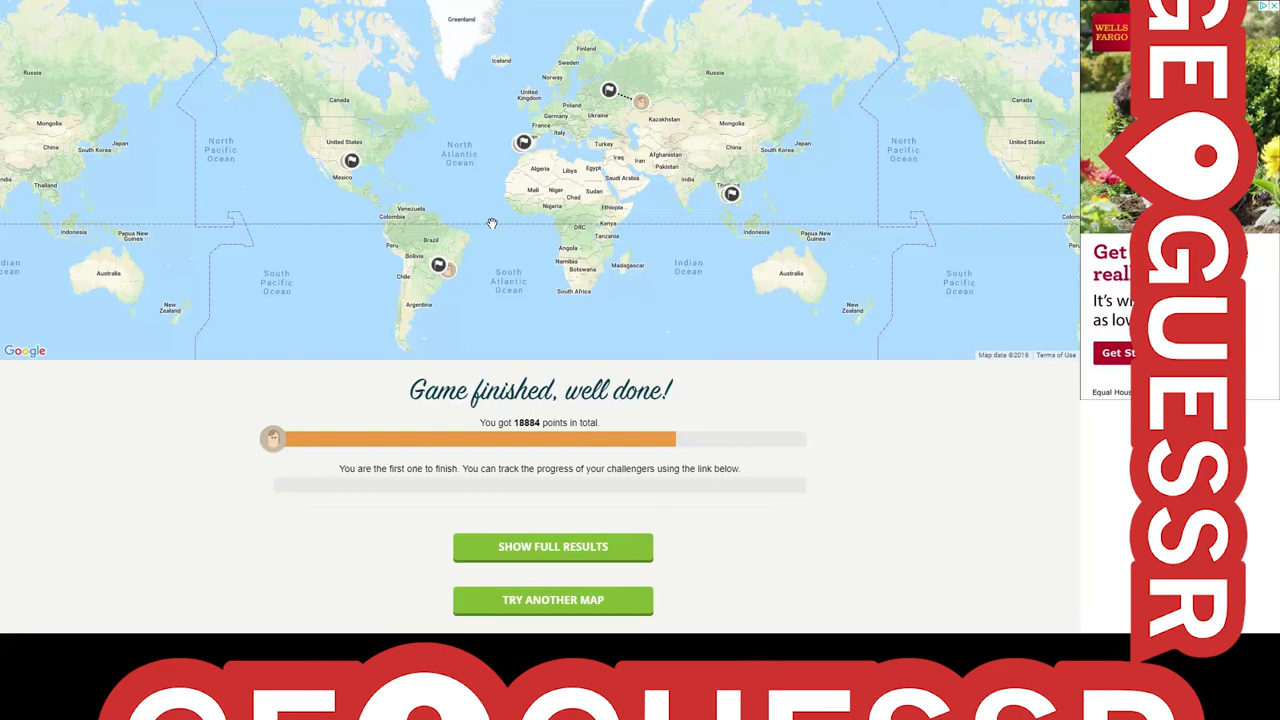 Greenland
Iceland
Finland
Sweden
Norway
Russia
Russia
Canada
Canada
United Kingdom
Poland
Germany
Ukraine
France
Italy
Kazakhstan
Mongolia
Mongolia
China
South Korea
Japan
China
South Korea
Japan
North Pacific Ocean
North Pacific Ocean
North Atlantic Ocean
United States
United States
Mexico
Mexico
Turkey
Iraq
Iran
Afghanistan
Pakistan
Algeria
Libya
Egypt
Saudi Arabia
India
Thailand
Mali
Niger
Sudan
Chad
Nigeria
Ethiopia
Venezuela
Colombia
DRC
Kenya
Tanzania
Indonesia
Papua New Guinea
Indonesia
Papua New Guinea
Peru
Brazil
Bolivia
Chile
Angola
Namibia
Botswana
Madagascar
South Africa
Indian Ocean
Australia
Australia
South Pacific Ocean
South Pacific Ocean
South Atlantic Ocean
Argentina
New Zealand
New Zealand
Google
Map data ©2018
Terms of Use
Game finished, well done!
You got 18884 points in total.
You are the first one to finish. You can track the progress of your challengers using the link below.
SHOW FULL RESULTS
TRY ANOTHER MAP
WELLS
FARGO
Get
It's
Get St
Equal Hous
GEOGUESSR
GEOGUESSR